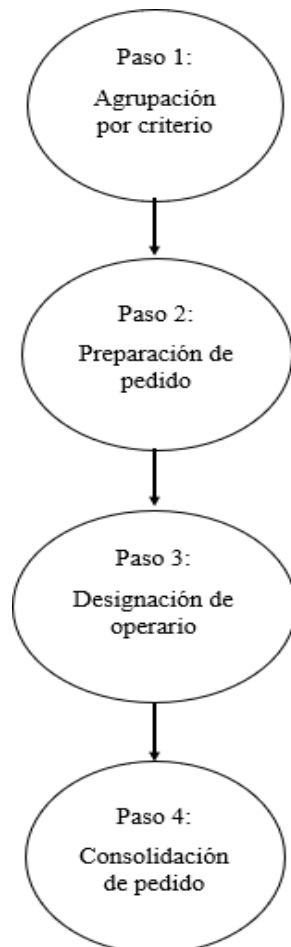 Paso 1:
Agrupación
por criterio
Paso 2:
Preparación de
pedido
Paso 3:
Designación de
operario
Paso 4:
Consolidación
de pedido